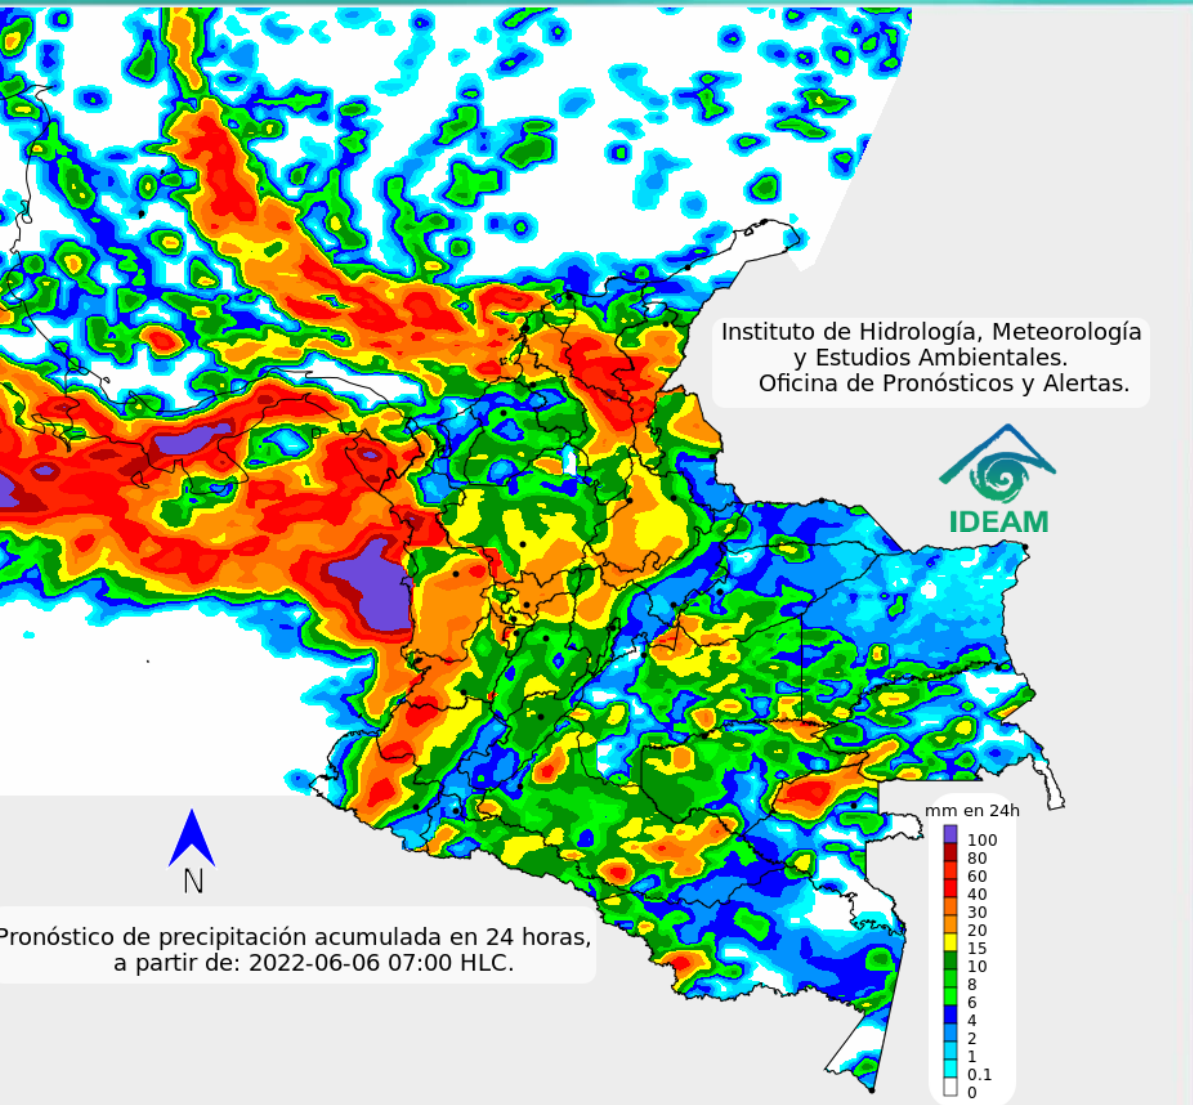 Instituto de Hidrología, Meteorología
y Estudios Ambientales.
Oficina de Pronósticos y Alertas.
IDEAM
mm en 24h
100
80
60
40
30
20
15
10
8
6
4
2
1
0.1
0
N
Pronóstico de precipitación acumulada en 24 horas,
a partir de: 2022-06-06 07:00 HLC.